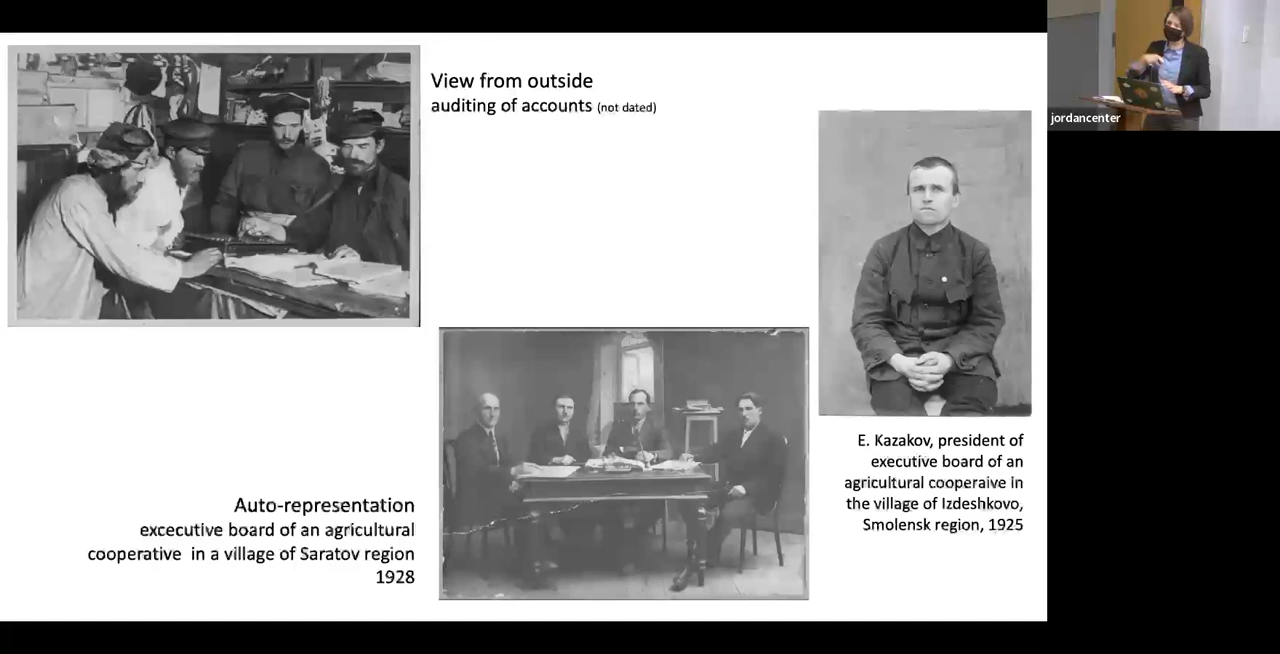 View from outside
auditing of accounts (not dated)
jordancenter
E. Kazakov, president of
executive board of an
agricultural cooperaive in
the village of Izdeshkovo,
Smolensk region, 1925
Auto-representation
excecutive board of an agricultural
cooperative in a village of Saratov region
1928